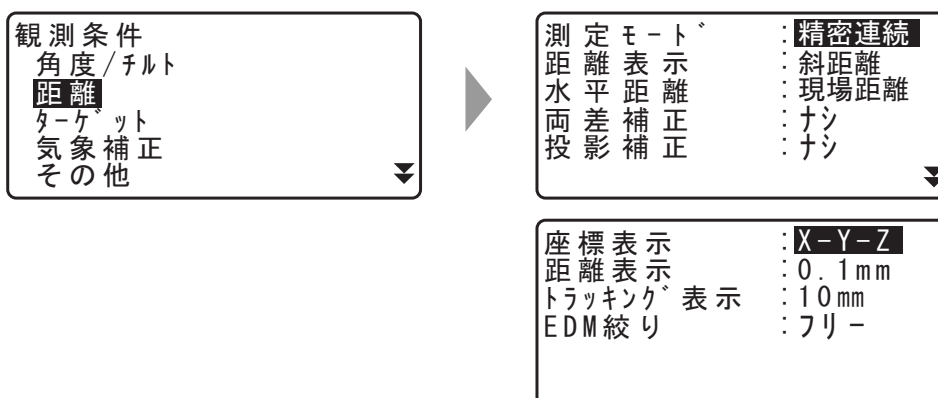 観測条件
角度/チルト
距離
ターゲット
気象補正
その他
測定モード :精密連続
距離表示 :斜距離
水平距離 :現場距離
両差補正 :ナシ
投影補正 :ナシ
座標表示 :X-Y-Z
距離表示 :0.1mm
トラッキング表示 :10mm
EDM絞り :フリー